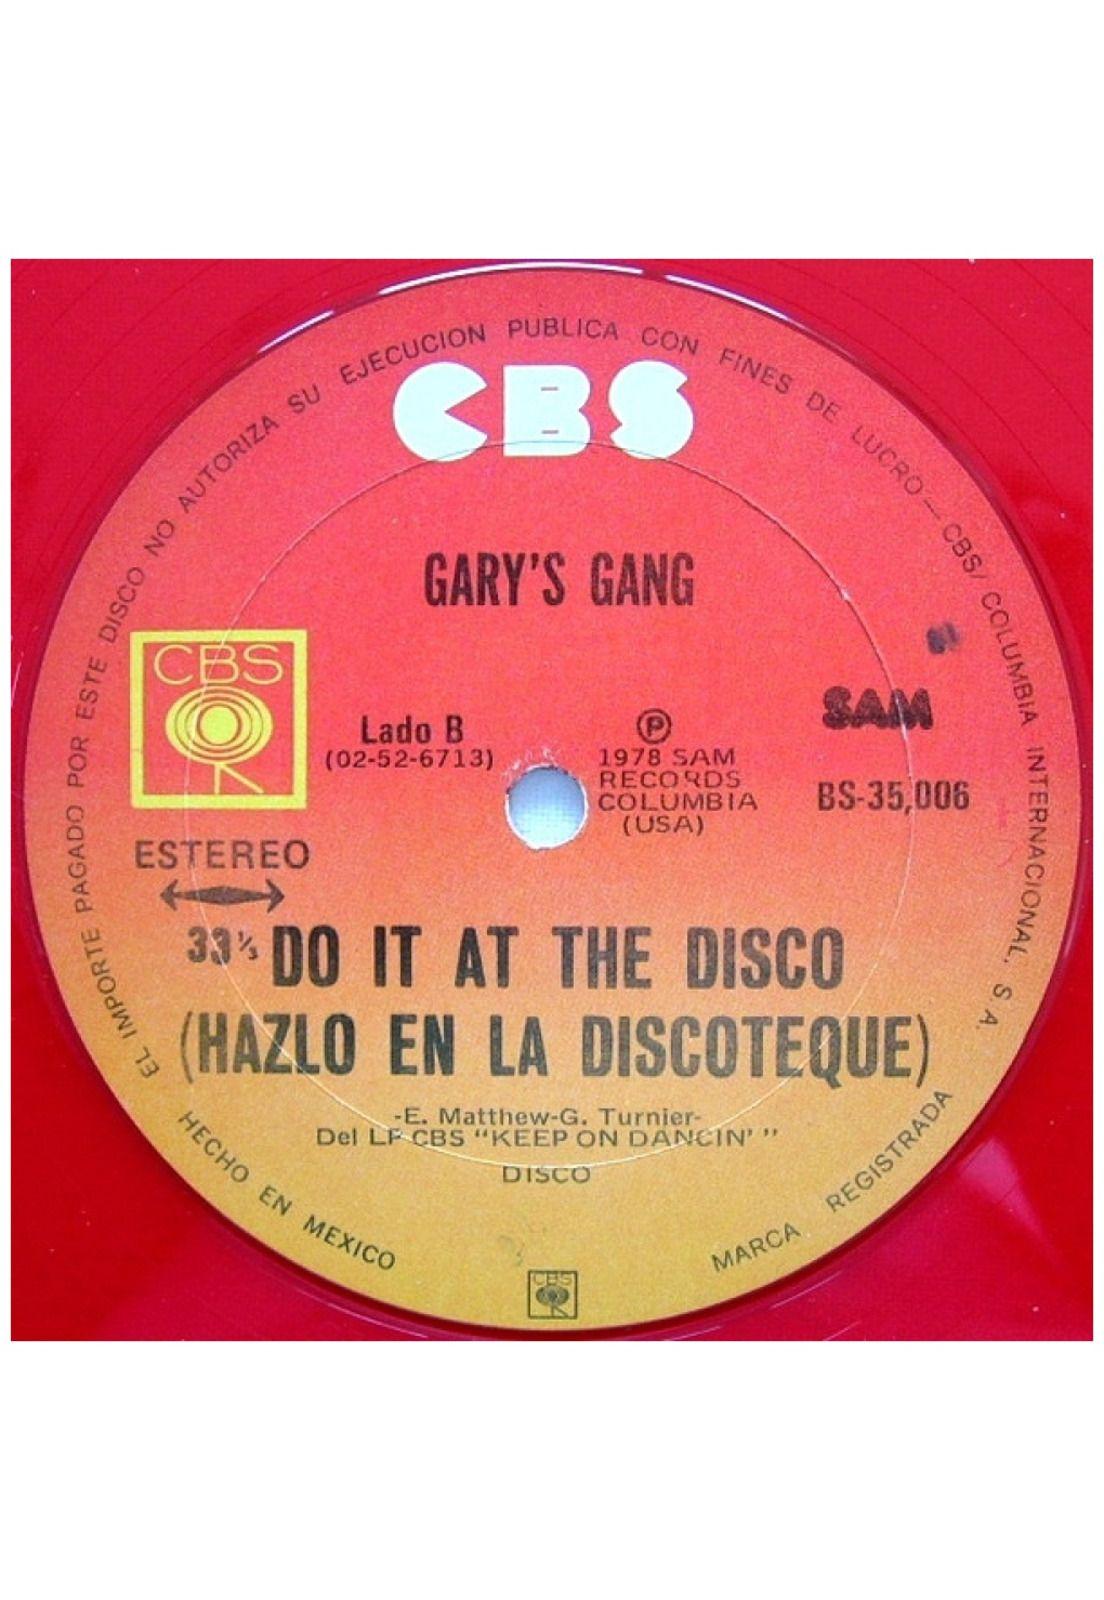 EL IMPORTE PAGADO POR ESTE DISCO NO AUTORIZA SU EJECUCION PUBLICA CON FINES DE LUCRO — CBS/COLUMBIA INTERNACIONAL, S.A.
CBS
GARY'S GANG
CBS
Lado B
(02-52-6713)
℗
1978 SAM
RECORDS
COLUMBIA
(USA)
SAM
BS-35,006
ESTEREO
33⅓ DO IT AT THE DISCO
(HAZLO EN LA DISCOTEQUE)
-E. Matthew-G. Turnier-
Del LP CBS "KEEP ON DANCIN'"
DISCO
HECHO EN MEXICO
MARCA REGISTRADA
CBS